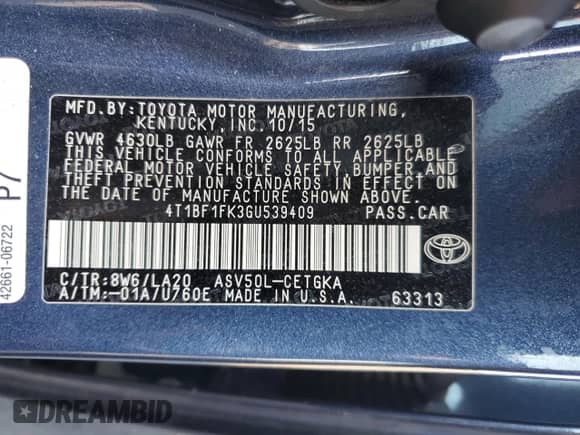 MFD.BY:TOYOTA MOTOR MANUFACTURING,
KENTUCKY, INC.10/15
GVWR 4630LB GAWR FR 2625LB RR 2625LB
THIS VEHICLE CONFORMS TO ALL APPLICABLE
FEDERAL MOTOR VEHICLE SAFETY, BUMPER, AND
THEFT PREVENTION STANDARDS IN EFFECT ON
THE DATE OF MANUFACTURE SHOWN ABOVE.
4T1BF1FK3GU539409 PASS.CAR
C/TR:8W6/LA20 ASV50L-CETGKA
A/TM:-01A/U760E MADE IN U.S.A.
63313
42661-06722
P7
DREAMBID